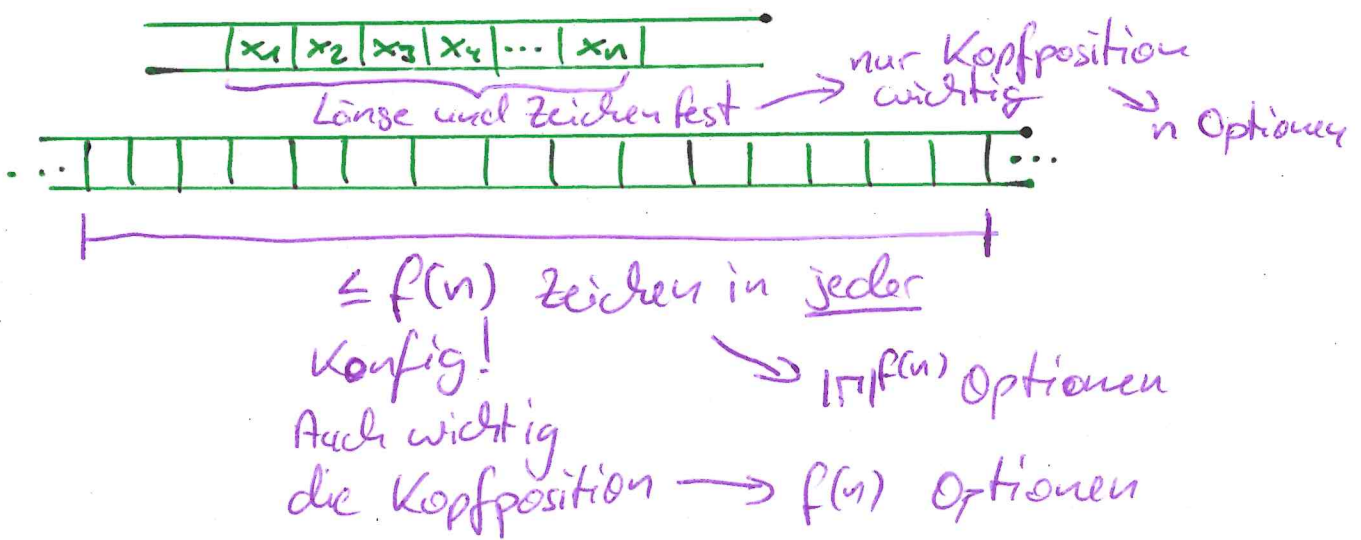 x1 | x2 | x3 | x4 | ... | xn
nur Kopfposition
wichtig
Länge und Zeichen fest
n Optionen
... ...
≤ f(n) Zeichen in jeder
Konfig!
|Γ|^f(n) Optionen
Auch wichtig
die Kopfposition → f(n) Optionen